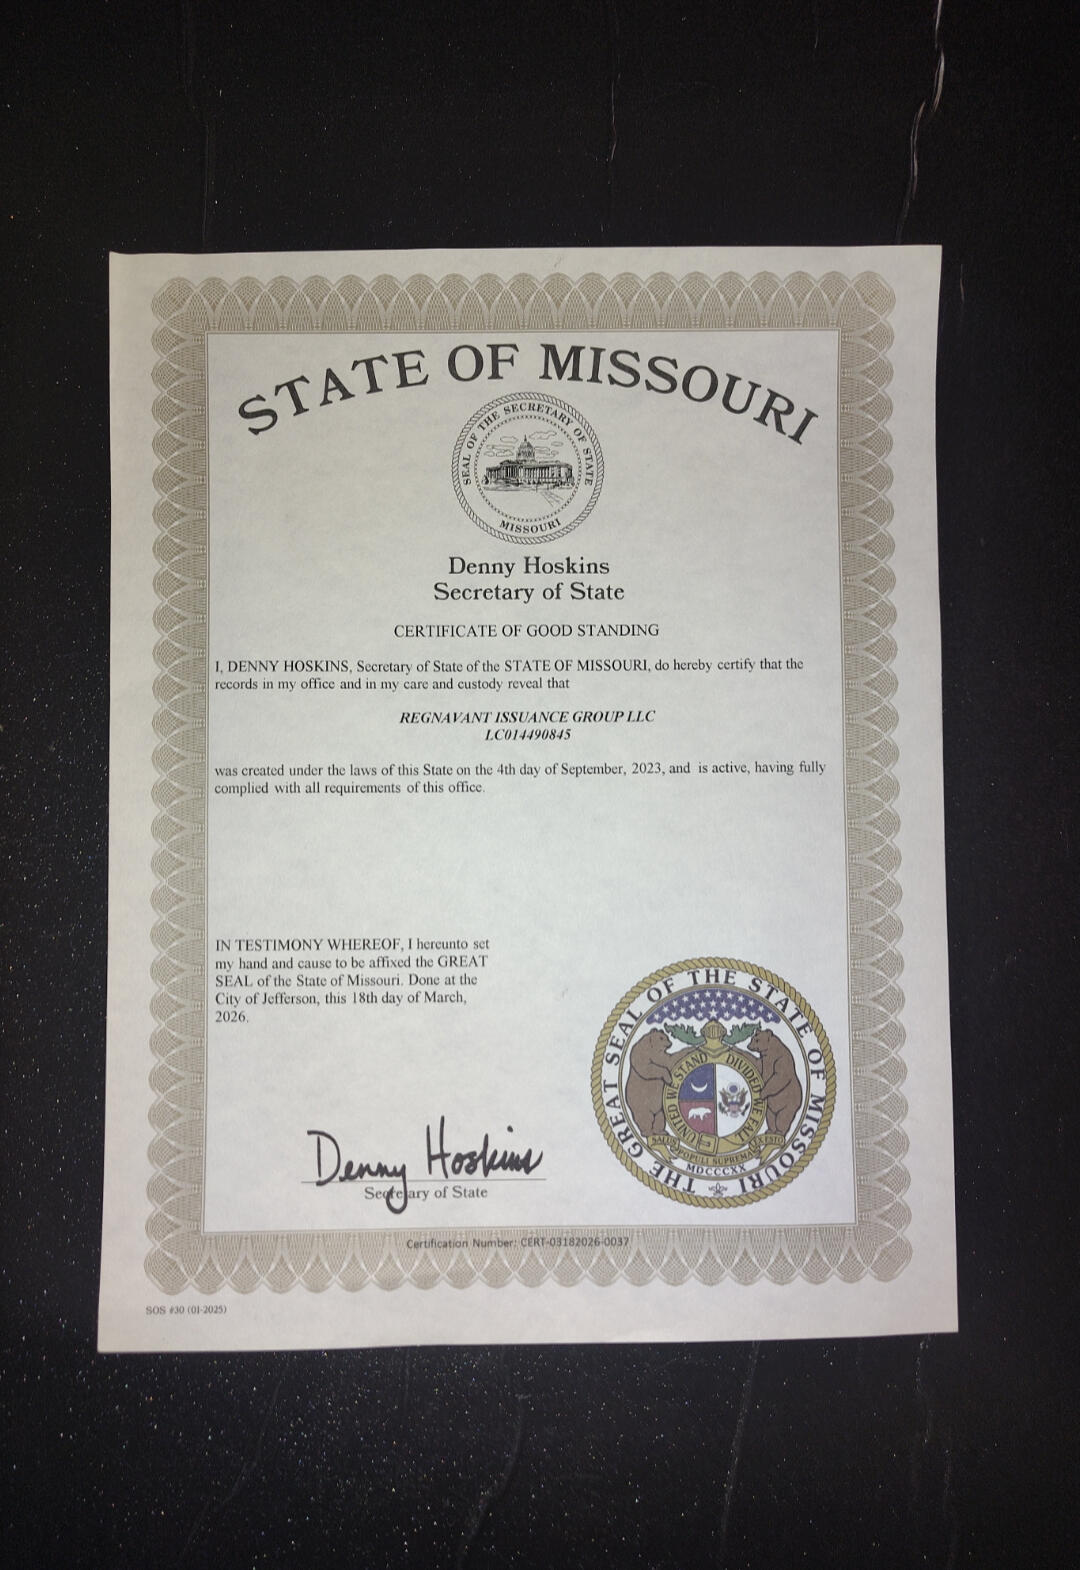 STATE OF MISSOURI
SEAL OF THE SECRETARY OF STATE
MISSOURI
Denny Hoskins
Secretary of State
CERTIFICATE OF GOOD STANDING
I, DENNY HOSKINS, Secretary of State of the STATE OF MISSOURI, do hereby certify that the
records in my office and in my care and custody reveal that
REGNAVANT ISSUANCE GROUP LLC
LC014490845
was created under the laws of this State on the 4th day of September, 2023, and is active, having fully
complied with all requirements of this office.
IN TESTIMONY WHEREOF, I hereunto set
my hand and cause to be affixed the GREAT
SEAL of the State of Missouri. Done at the
City of Jefferson, this 18th day of March,
2026.
THE GREAT SEAL OF THE STATE OF MISSOURI
UNITED WE STAND DIVIDED WE FALL
SALUS POPULI SUPREMA LEX ESTO
MDCCCXX
Denny Hoskins
Secretary of State
Certification Number: CERT-03182026-0037
SOS #30 (01-2025)